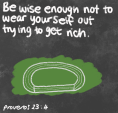 Be wise enough not to
wear yourself out
trying to get rich.
Proverbs 23:4